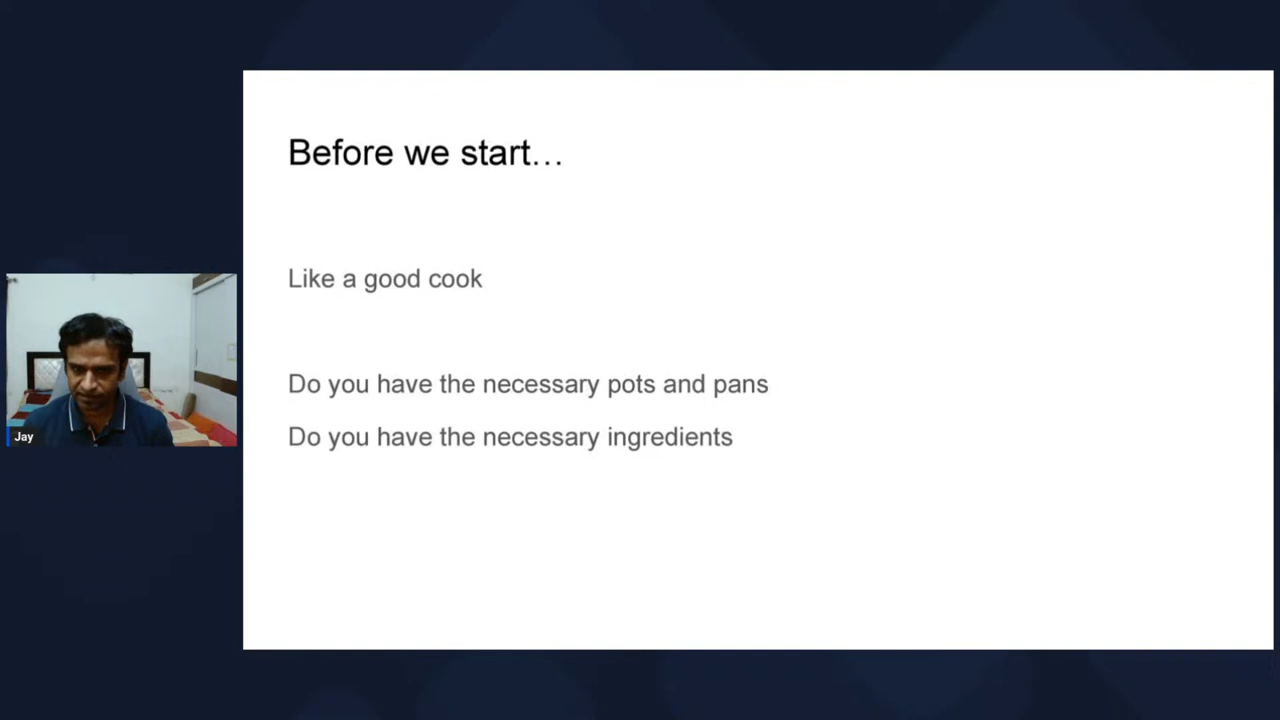 Before we start…
Like a good cook
Do you have the necessary pots and pans
Do you have the necessary ingredients
Jay